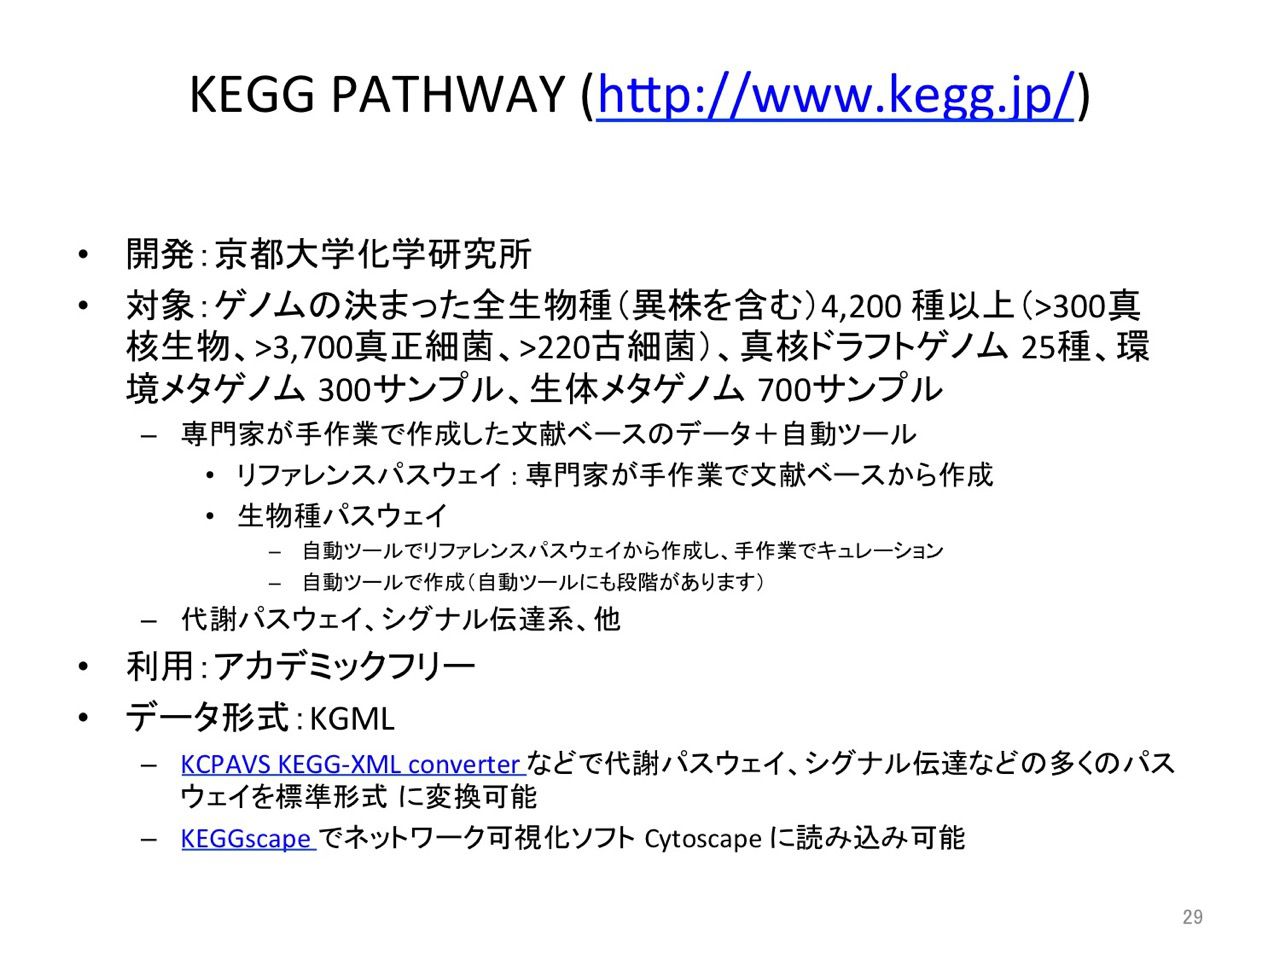 KEGG PATHWAY (http://www.kegg.jp/)
• 開発：京都大学化学研究所
• 対象：ゲノムの決まった全生物種（異株を含む）4,200 種以上（>300真
核生物、>3,700真正細菌、>220古細菌）、真核ドラフトゲノム 25種、環
境メタゲノム 300サンプル、生体メタゲノム 700サンプル
– 専門家が手作業で作成した文献ベースのデータ＋自動ツール
• リファレンスパスウェイ：専門家が手作業で文献ベースから作成
• 生物種パスウェイ
– 自動ツールでリファレンスパスウェイから作成し、手作業でキュレーション
– 自動ツールで作成（自動ツールにも段階があります）
– 代謝パスウェイ、シグナル伝達系、他
• 利用：アカデミックフリー
• データ形式：KGML
– KCPAVS KEGG-XML converter などで代謝パスウェイ、シグナル伝達などの多くのパス
ウェイを標準形式 に変換可能
– KEGGscape でネットワーク可視化ソフト Cytoscape に読み込み可能
29